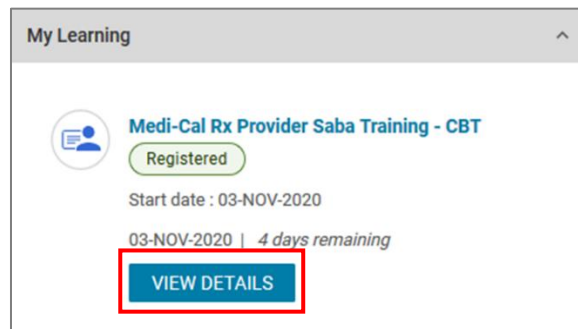 My Learning
Medi-Cal Rx Provider Saba Training - CBT
Registered
Start date : 03-NOV-2020
03-NOV-2020 | 4 days remaining
VIEW DETAILS